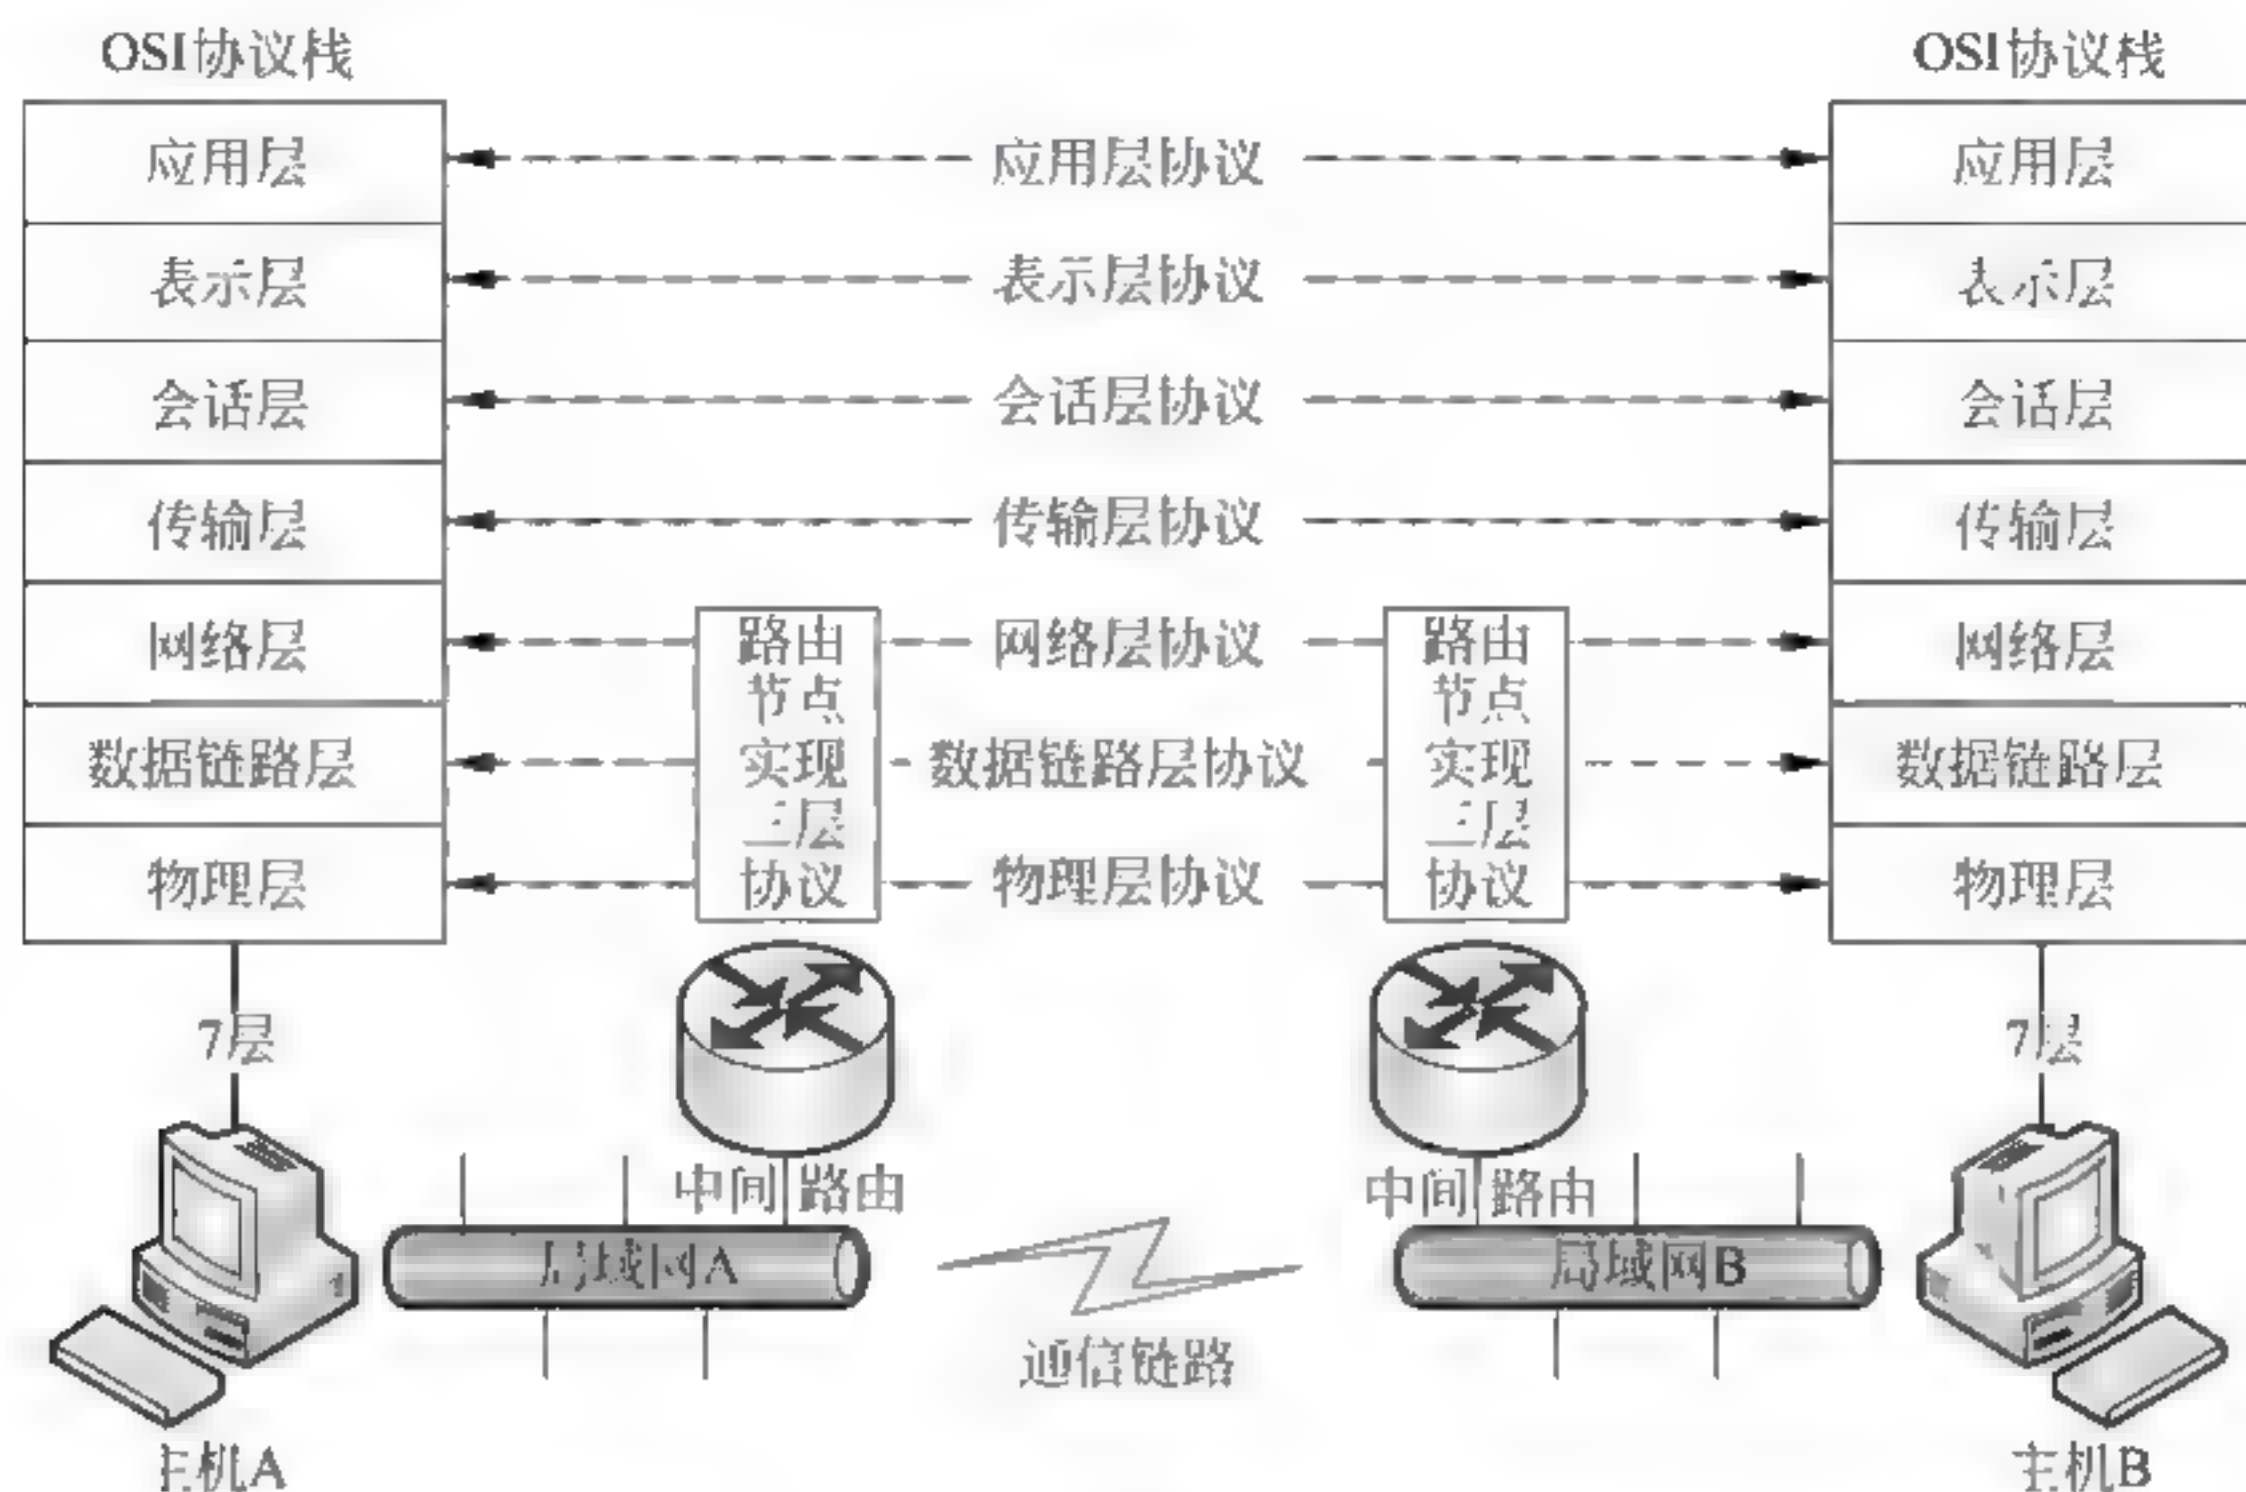 OSI协议栈 OSI协议栈
应用层 应用层协议 应用层
表示层 表示层协议 表示层
会话层 会话层协议 会话层
传输层 传输层协议 传输层
网络层 路由 网络层协议 路由 网络层
节点 节点
数据链路层 实现 数据链路层协议 实现 数据链路层
三层 三层
物理层 协议 物理层协议 协议 物理层
7层 7层
中间路由 中间路由
局域网A 局域网B
通信链路
主机A 主机B